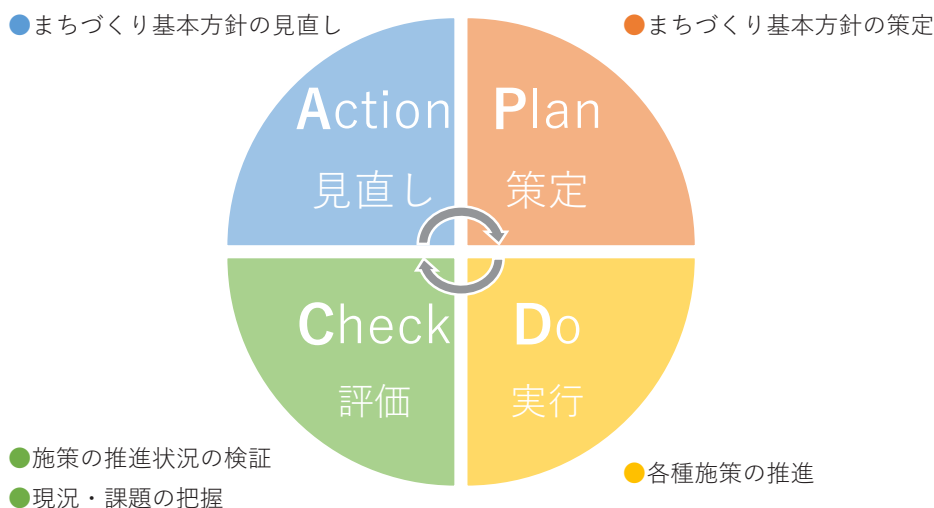 ●まちづくり基本方針の見直し
●まちづくり基本方針の策定
Action
見直し
Plan
策定
Check
評価
Do
実行
●施策の推進状況の検証
●現況・課題の把握
●各種施策の推進